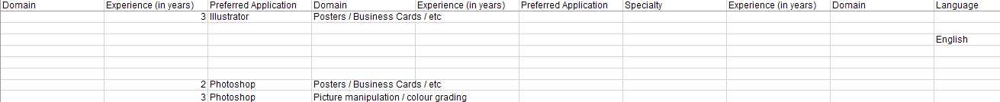 Domain Experience (in years) Preferred Application Domain Experience (in years) Preferred Application Specialty Experience (in years) Domain Language
3 Illustrator Posters / Business Cards / etc
English
2 Photoshop Posters / Business Cards / etc
3 Photoshop Picture manipulation / colour grading